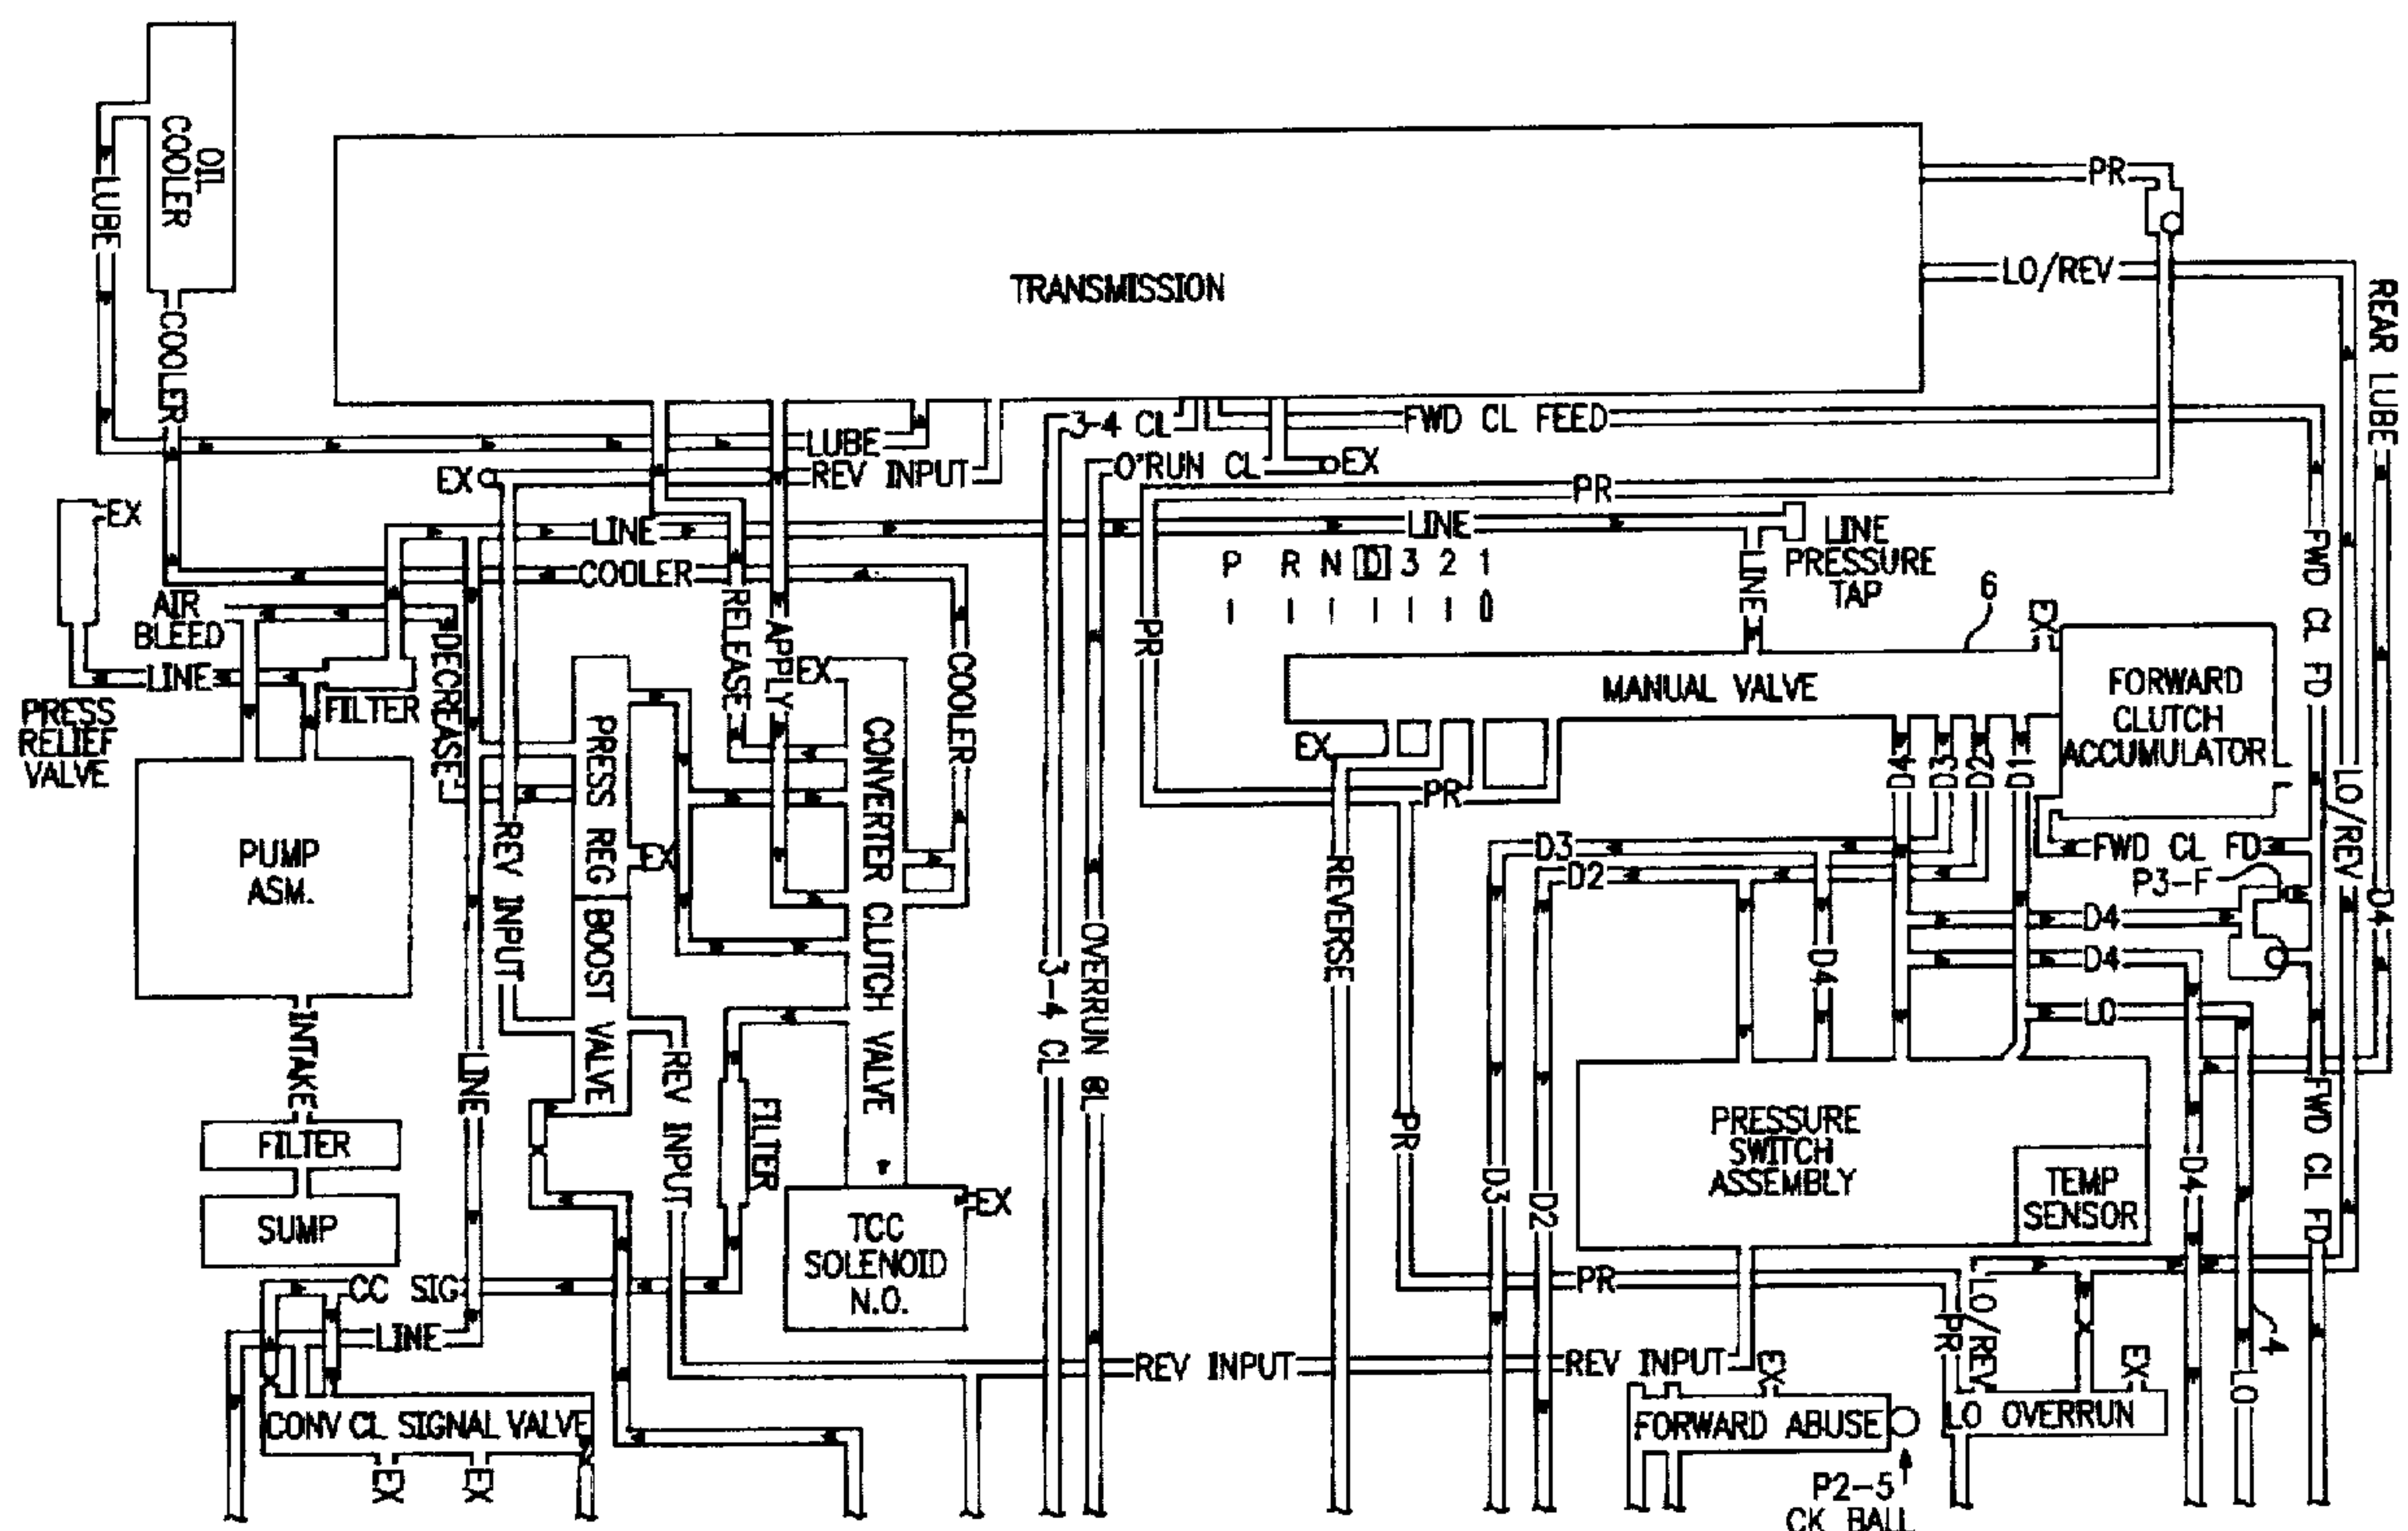 OIL
COOLER
LUBE
COOLER
TRANSMISSION
PR
LO/REV
REAR LUBE
3-4 CL
FWD CL FEED
LUBE
REV INPUT
EX
O'RUN CL
EX
PR
EX
LINE
LINE
LINE
PRESSURE
TAP
COOLER
P R N D 3 2 1
LINE
6
EX
FWD CL FD
AIR
BLEED
DECREASE
RELEASE
APPLY
EX
COOLER
PR
LINE
PRESS
RELIEF
VALVE
FILTER
PRESS REG
BOOST VALVE
CONVERTER CLUTCH VALVE
MANUAL VALVE
FORWARD
CLUTCH
ACCUMULATOR
EX
D4
D3
D2
D1
LO/REV
PR
PUMP
ASM.
REV INPUT
EX
REVERSE
D3
D2
FWD CL FD
P3-F
D4
D4
D4
D4
LO
OVERRUN CL
3-4 CL
INTAKE
LINE
REV INPUT
FILTER
PR
PRESSURE
SWITCH
ASSEMBLY
TEMP
SENSOR
FWD CL FD
D4
D3
D2
FILTER
SUMP
TCC
SOLENOID
N.O.
EX
CC SIG
LINE
PR
PR
LO/REV
EX
4
LO
REV INPUT
REV INPUT
EX
CONV CL SIGNAL VALVE
EX
EX
FORWARD ABUSE
LO OVERRUN
P2-5
CK BALL